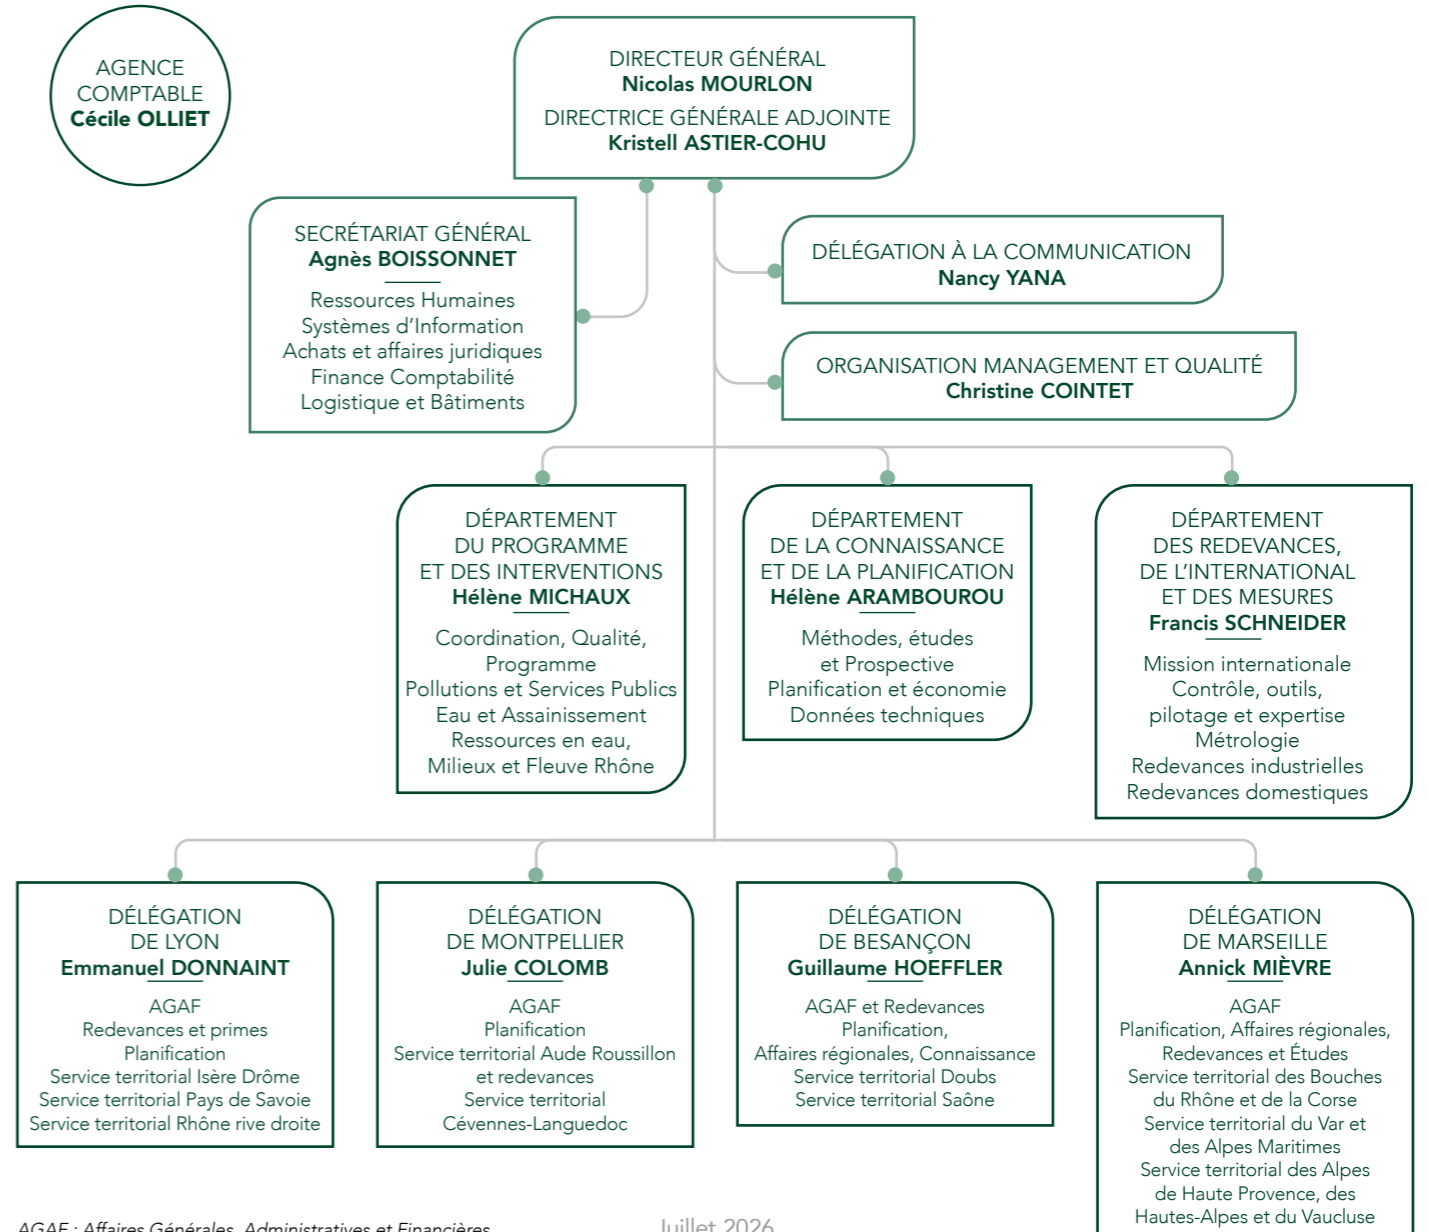 AGENCE
COMPTABLE
Cécile OLLIET
DIRECTEUR GÉNÉRAL
Nicolas MOURLON
DIRECTRICE GÉNÉRALE ADJOINTE
Kristell ASTIER-COHU
SECRÉTARIAT GÉNÉRAL
Agnès BOISSONNET
Ressources Humaines
Systèmes d'Information
Achats et affaires juridiques
Finance Comptabilité
Logistique et Bâtiments
DÉLÉGATION À LA COMMUNICATION
Nancy YANA
ORGANISATION MANAGEMENT ET QUALITÉ
Christine COINTET
DÉPARTEMENT
DU PROGRAMME
ET DES INTERVENTIONS
Hélène MICHAUX
Coordination, Qualité,
Programme
Pollutions et Services Publics
Eau et Assainissement
Ressources en eau,
Milieux et Fleuve Rhône
DÉPARTEMENT
DE LA CONNAISSANCE
ET DE LA PLANIFICATION
Hélène ARAMBOUROU
Méthodes, études
et Prospective
Planification et économie
Données techniques
DÉPARTEMENT
DES REDEVANCES,
DE L'INTERNATIONAL
ET DES MESURES
Francis SCHNEIDER
Mission internationale
Contrôle, outils,
pilotage et expertise
Métrologie
Redevances industrielles
Redevances domestiques
DÉLÉGATION
DE LYON
Emmanuel DONNAINT
AGAF
Redevances et primes
Planification
Service territorial Isère Drôme
Service territorial Pays de Savoie
Service territorial Rhône rive droite
DÉLÉGATION
DE MONTPELLIER
Julie COLOMB
AGAF
Planification
Service territorial Aude Roussillon
et redevances
Service territorial
Cévennes-Languedoc
DÉLÉGATION
DE BESANÇON
Guillaume HOEFFLER
AGAF et Redevances
Planification,
Affaires régionales, Connaissance
Service territorial Doubs
Service territorial Saône
DÉLÉGATION
DE MARSEILLE
Annick MIÈVRE
AGAF
Planification, Affaires régionales,
Redevances et Études
Service territorial des Bouches
du Rhône et de la Corse
Service territorial du Var et
des Alpes Maritimes
Service territorial des Alpes
de Haute Provence, des
Hautes-Alpes et du Vaucluse
AGAF : Affaires Générales, Administratives et Financières
Juillet 2026